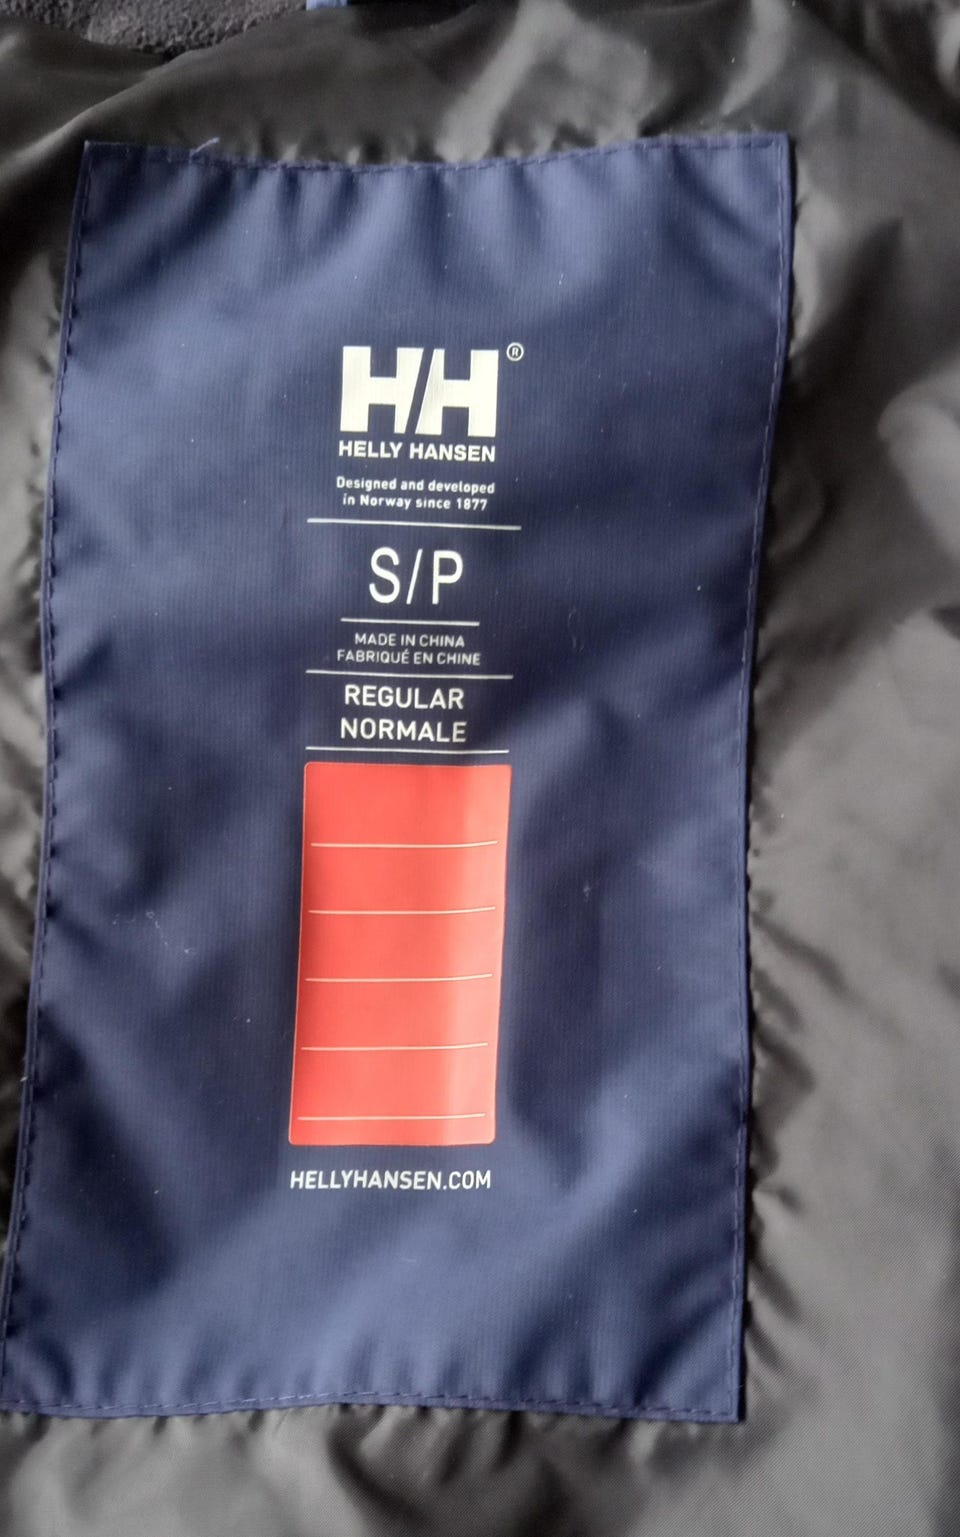 HH®
HELLY HANSEN
Designed and developed
in Norway since 1877
S/P
MADE IN CHINA
FABRIQUÉ EN CHINE
REGULAR
NORMALE
HELLYHANSEN.COM